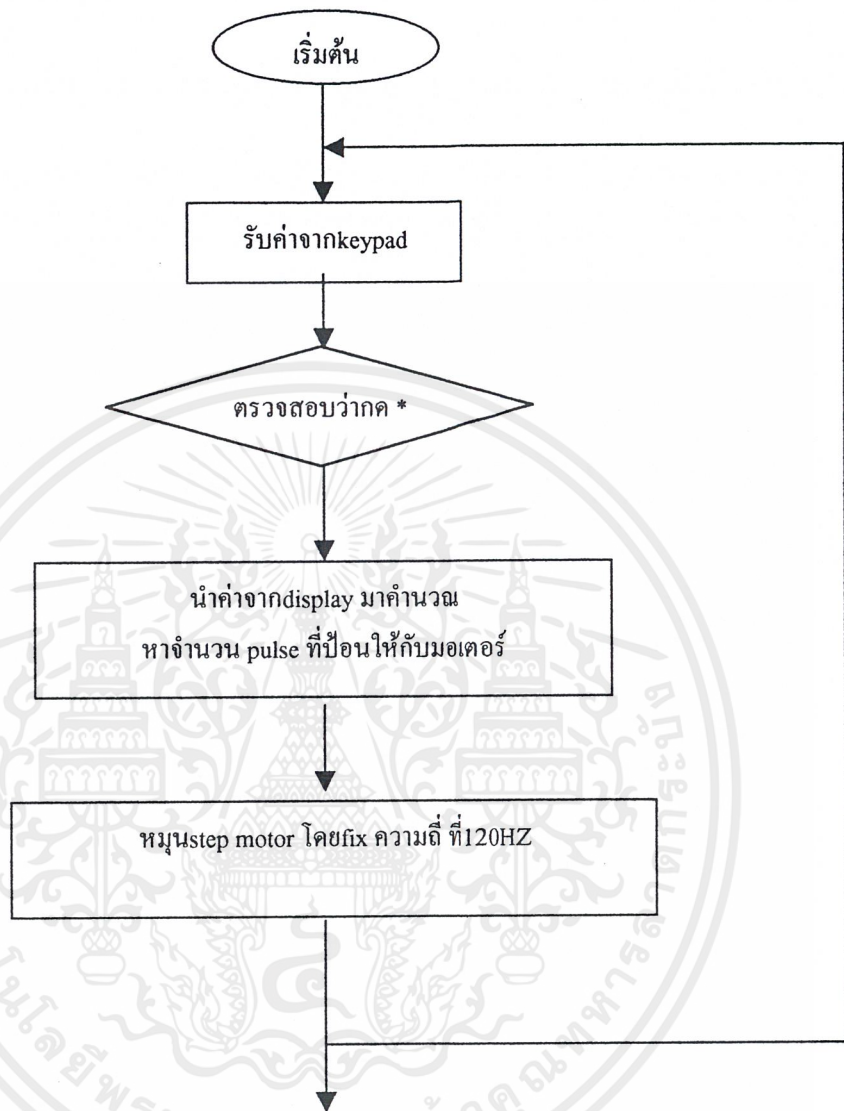 เริ่มต้น
รับค่าจากkeypad
ตรวจสอบว่ากด *
นำค่าจากdisplay มาคำนวณ
หาจำนวน pulse ที่ป้อนให้กับมอเตอร์
หมุนstep motor โดยfix ความถี่ ที่120HZ